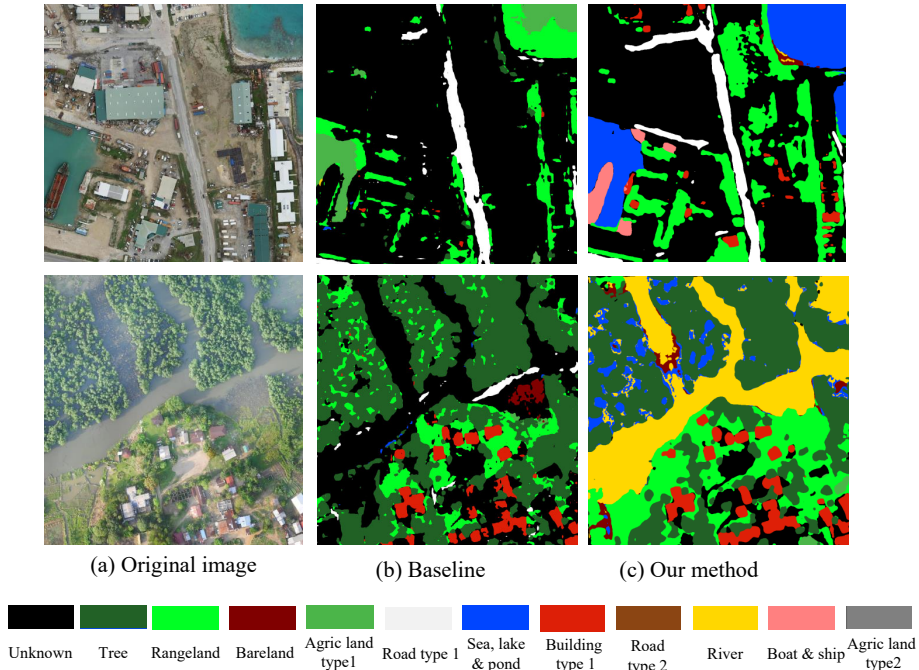 (a) Original image
(b) Baseline
(c) Our method
Unknown
Tree
Rangeland
Bareland
Agric land
type1
Road type 1
Sea, lake
& pond
Building
type 1
Road
type 2
River
Boat & ship
Agric land
type2